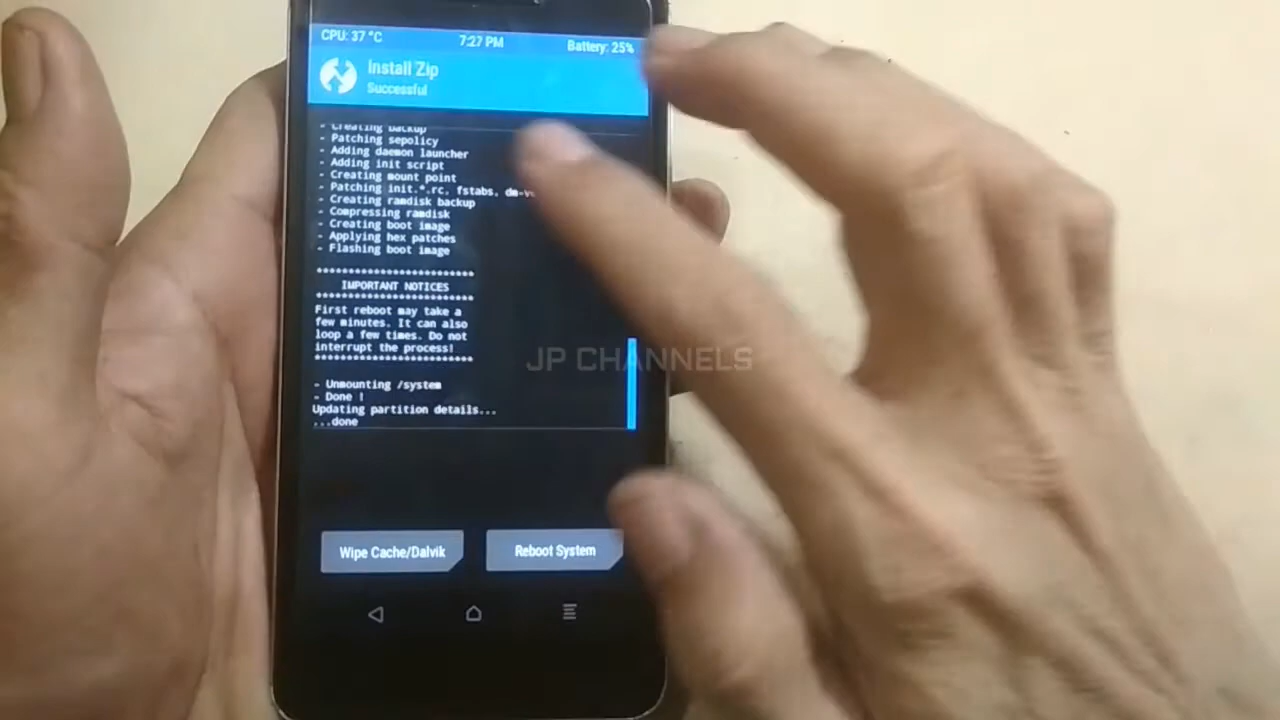 CPU: 37 °C 7:27 PM Battery: 25%
Install Zip
Successful
- Creating backup
- Patching sepolicy
- Adding daemon launcher
- Adding init script
- Creating mount point
- Patching init.*.rc, fstabs,
- Creating ramdisk backup
- Compressing ramdisk
- Creating boot image
- Applying hex patches
- Flashing boot image
*************************
IMPORTANT NOTICES
*************************
First reboot may take a
few minutes. It can also
loop a few times. Do not
interrupt the process!
*************************
JP CHANNELS
- Unmounting /system
- Done !
Updating partition details...
...done
Wipe Cache/Dalvik Reboot System